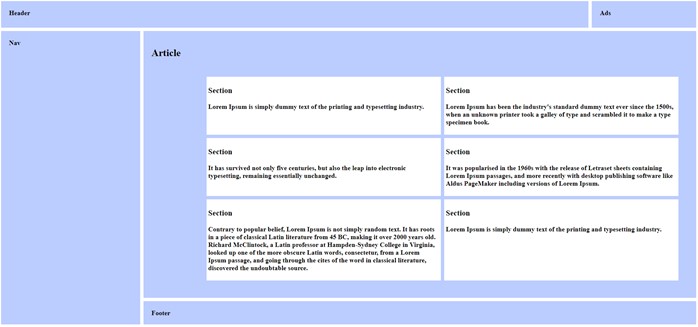 Header
Ads
Nav
Article
Section
Lorem Ipsum is simply dummy text of the printing and typesetting industry.
Section
Lorem Ipsum has been the industry's standard dummy text ever since the 1500s,
when an unknown printer took a galley of type and scrambled it to make a type
specimen book.
Section
It has survived not only five centuries, but also the leap into electronic
typesetting, remaining essentially unchanged.
Section
It was popularised in the 1960s with the release of Letraset sheets containing
Lorem Ipsum passages, and more recently with desktop publishing software like
Aldus PageMaker including versions of Lorem Ipsum.
Section
Contrary to popular belief, Lorem Ipsum is not simply random text. It has roots
in a piece of classical Latin literature from 45 BC, making it over 2000 years old.
Richard McClintock, a Latin professor at Hampden-Sydney College in Virginia,
looked up one of the more obscure Latin words, consectetur, from a Lorem
Ipsum passage, and going through the cites of the word in classical literature,
discovered the undoubtable source.
Section
Lorem Ipsum is simply dummy text of the printing and typesetting industry.
Footer